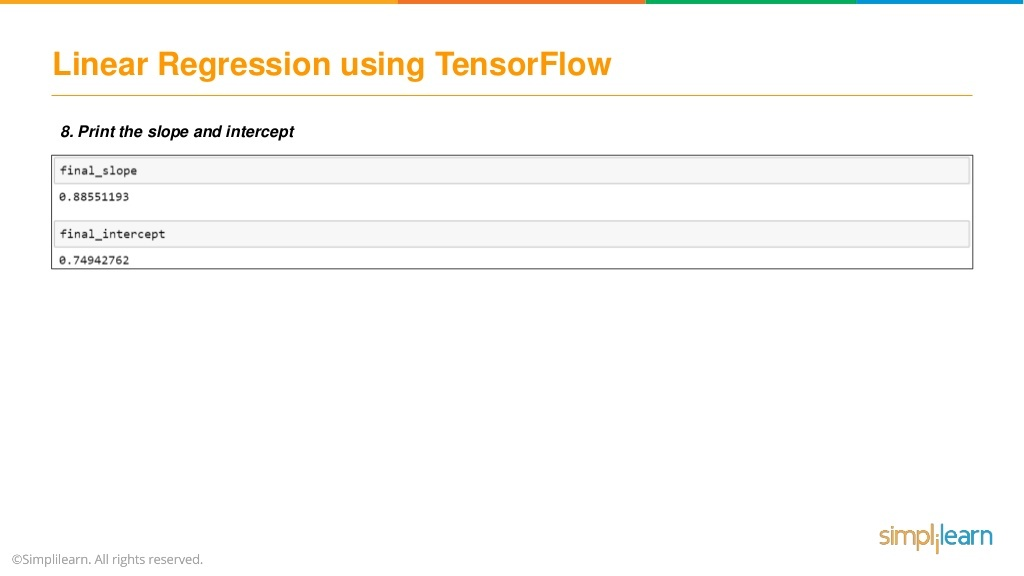 Linear Regression using TensorFlow
8. Print the slope and intercept
final_slope
0.88551193
final_intercept
0.74942762
simplilearn
©Simplilearn. All rights reserved.